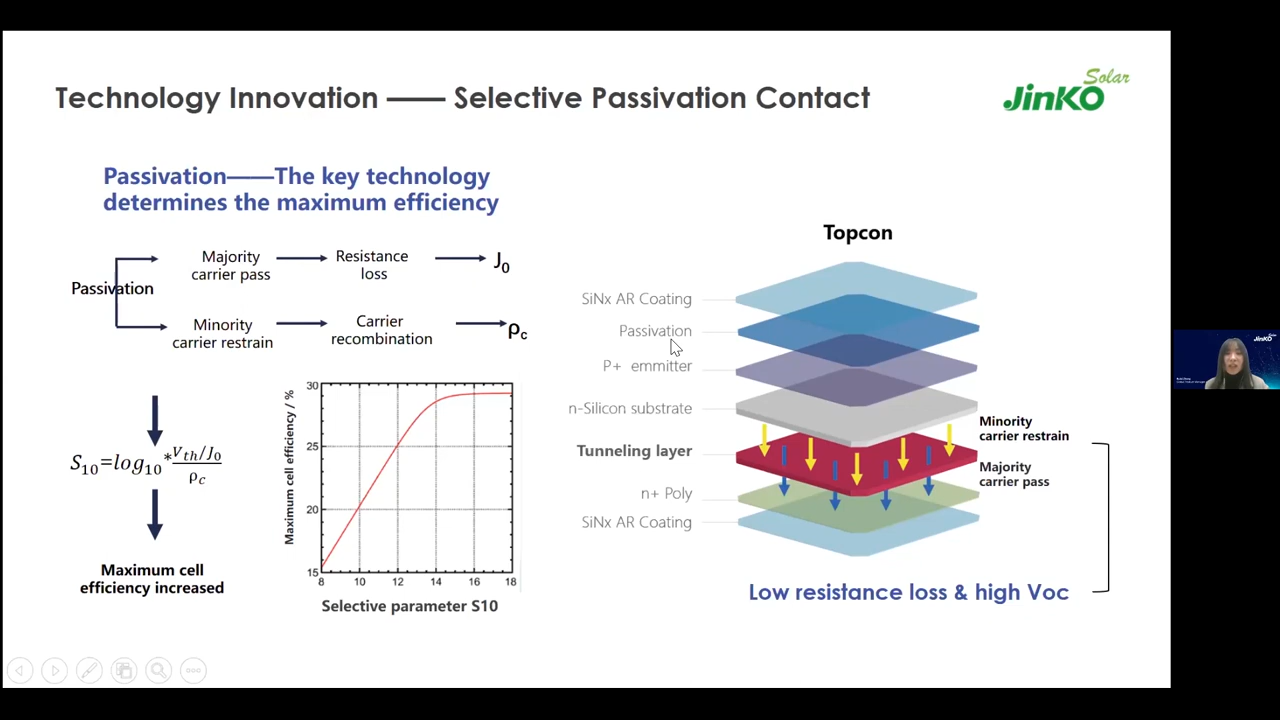 Technology Innovation —— Selective Passivation Contact
Solar
JinKO
Passivation——The key technology
determines the maximum efficiency
Passivation
Majority
carrier pass
Resistance
loss
J0
Minority
carrier restrain
Carrier
recombination
ρc
S10=log10*Vth/J0
ρc
Maximum cell
efficiency increased
Maximum cell efficiency / %
30
25
20
15
8
10
12
14
16
18
Selective parameter S10
Topcon
SiNx AR Coating
Passivation
P+ emmitter
n-Silicon substrate
Tunneling layer
n+ Poly
SiNx AR Coating
Minority
carrier restrain
Majority
carrier pass
Low resistance loss & high Voc
JinKO